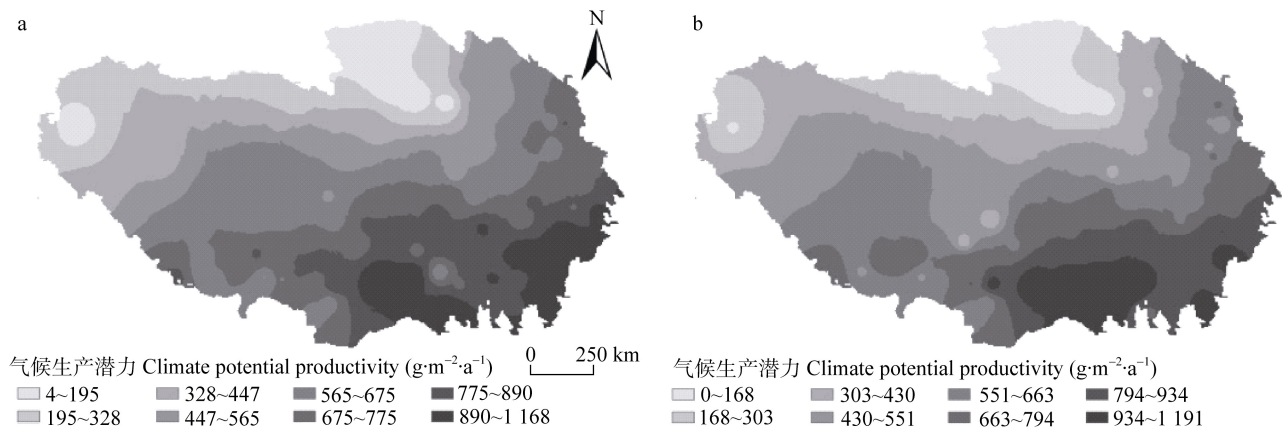 a
N
b
气候生产潜力 Climate potential productivity (g·m⁻²·a⁻¹)
0 250 km
4~195 328~447 565~675 775~890
195~328 447~565 675~775 890~1 168
气候生产潜力 Climate potential productivity (g·m⁻²·a⁻¹)
0~168 303~430 551~663 794~934
168~303 430~551 663~794 934~1 191